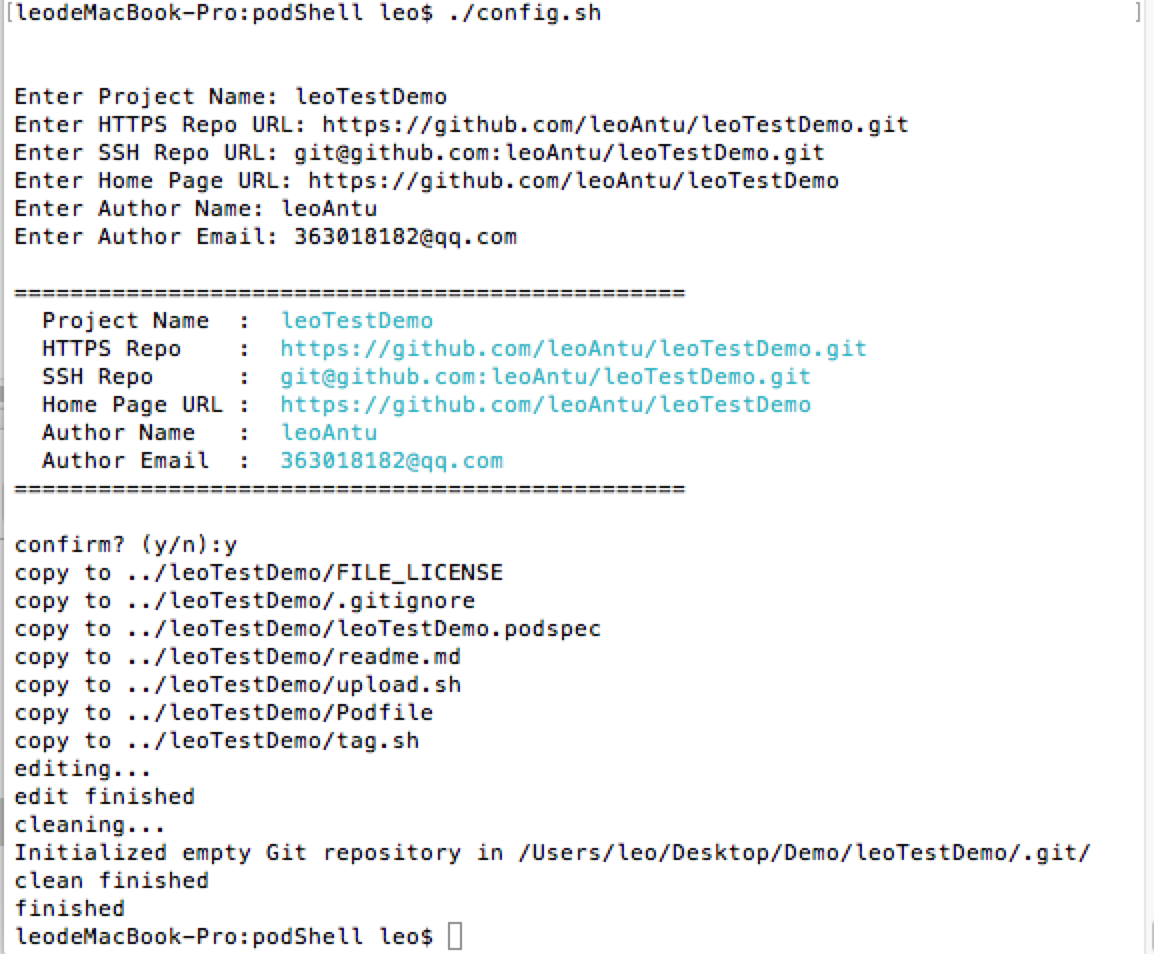 [leodeMacBook-Pro:podShell leo$ ./config.sh ]
Enter Project Name: leoTestDemo
Enter HTTPS Repo URL: https://github.com/leoAntu/leoTestDemo.git
Enter SSH Repo URL: git@github.com:leoAntu/leoTestDemo.git
Enter Home Page URL: https://github.com/leoAntu/leoTestDemo
Enter Author Name: leoAntu
Enter Author Email: 363018182@qq.com
================================================
Project Name  :  leoTestDemo
HTTPS Repo    :  https://github.com/leoAntu/leoTestDemo.git
SSH Repo      :  git@github.com:leoAntu/leoTestDemo.git
Home Page URL :  https://github.com/leoAntu/leoTestDemo
Author Name   :  leoAntu
Author Email  :  363018182@qq.com
================================================
confirm? (y/n):y
copy to ../leoTestDemo/FILE_LICENSE
copy to ../leoTestDemo/.gitignore
copy to ../leoTestDemo/leoTestDemo.podspec
copy to ../leoTestDemo/readme.md
copy to ../leoTestDemo/upload.sh
copy to ../leoTestDemo/Podfile
copy to ../leoTestDemo/tag.sh
editing...
edit finished
cleaning...
Initialized empty Git repository in /Users/leo/Desktop/Demo/leoTestDemo/.git/
clean finished
finished
leodeMacBook-Pro:podShell leo$